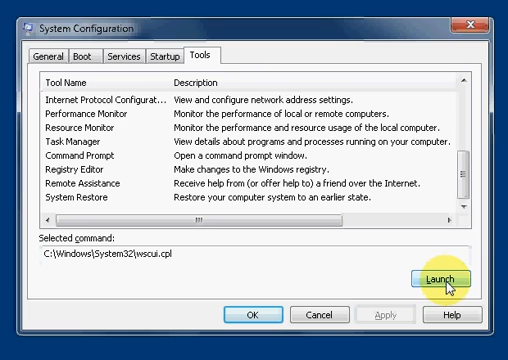 System Configuration
General Boot Services Startup Tools
Tool Name Description
Internet Protocol Configurat... View and configure network address settings.
Performance Monitor Monitor the performance of local or remote computers.
Resource Monitor Monitor the performance and resource usage of the local computer.
Task Manager View details about programs and processes running on your computer.
Command Prompt Open a command prompt window.
Registry Editor Make changes to the Windows registry.
Remote Assistance Receive help from (or offer help to) a friend over the Internet.
System Restore Restore your computer system to an earlier state.
Selected command:
C:\Windows\System32\wscui.cpl
Launch
OK Cancel Apply Help